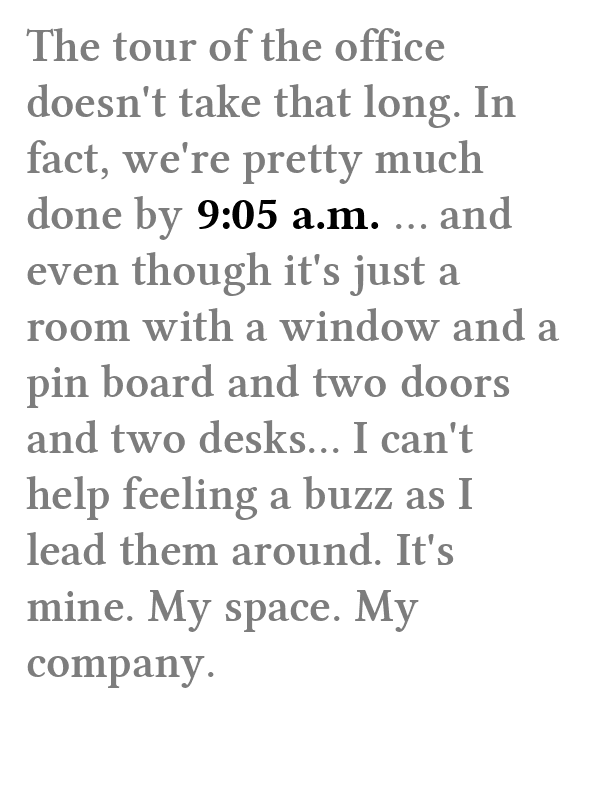 The tour of the office
doesn't take that long. In
fact, we're pretty much
done by 9:05 a.m. ... and
even though it's just a
room with a window and a
pin board and two doors
and two desks... I can't
help feeling a buzz as I
lead them around. It's
mine. My space. My
company.